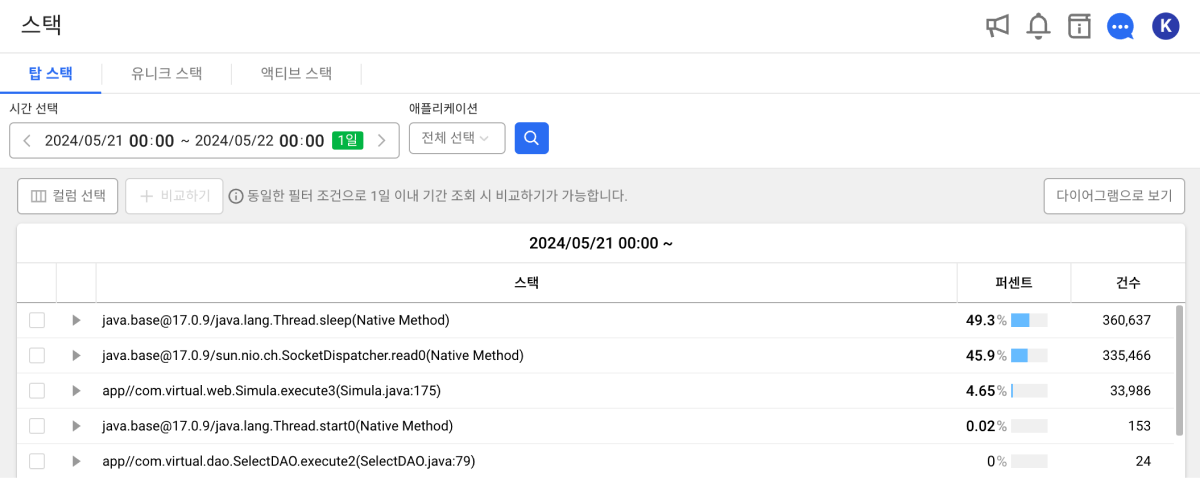 스택
K
탑 스택
유니크 스택
액티브 스택
시간 선택
애플리케이션
2024/05/21 00:00 ~ 2024/05/22 00:00 1일
전체 선택
컬럼 선택
비교하기
동일한 필터 조건으로 1일 이내 기간 조회 시 비교하기가 가능합니다.
다이어그램으로 보기
2024/05/21 00:00 ~
스택 퍼센트 건수
java.base@17.0.9/java.lang.Thread.sleep(Native Method) 49.3% 360,637
java.base@17.0.9/sun.nio.ch.SocketDispatcher.read0(Native Method) 45.9% 335,466
app//com.virtual.web.Simula.execute3(Simula.java:175) 4.65% 33,986
java.base@17.0.9/java.lang.Thread.start0(Native Method) 0.02% 153
app//com.virtual.dao.SelectDAO.execute2(SelectDAO.java:79) 0% 24